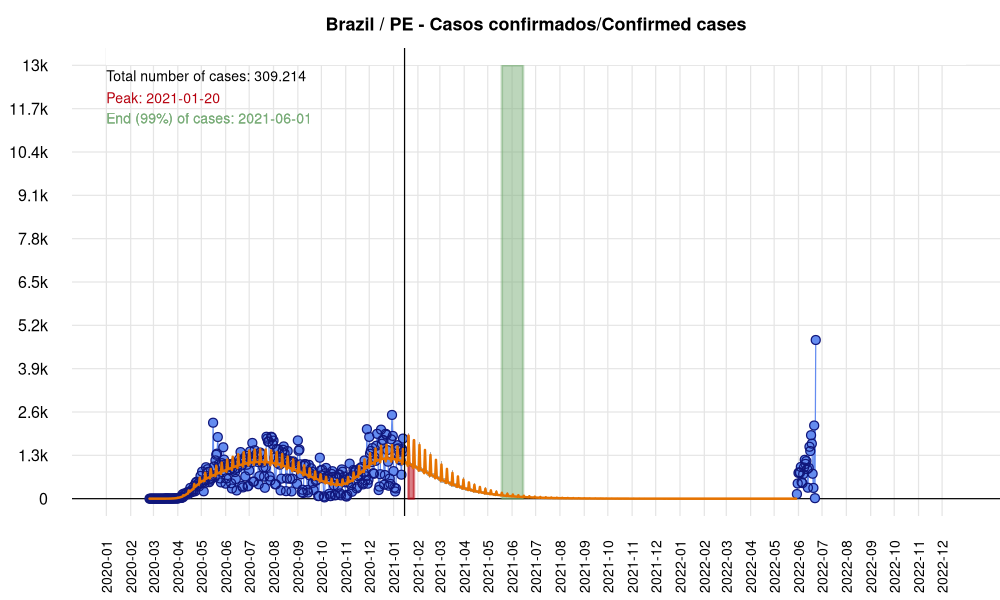 Brazil / PE - Casos confirmados/Confirmed cases
Total number of cases: 309.214
Peak: 2021-01-20
End (99%) of cases: 2021-06-01
13k
11.7k
10.4k
9.1k
7.8k
6.5k
5.2k
3.9k
2.6k
1.3k
0
2020-01
2020-02
2020-03
2020-04
2020-05
2020-06
2020-07
2020-08
2020-09
2020-10
2020-11
2020-12
2021-01
2021-02
2021-03
2021-04
2021-05
2021-06
2021-07
2021-08
2021-09
2021-10
2021-11
2021-12
2022-01
2022-02
2022-03
2022-04
2022-05
2022-06
2022-07
2022-08
2022-09
2022-10
2022-11
2022-12